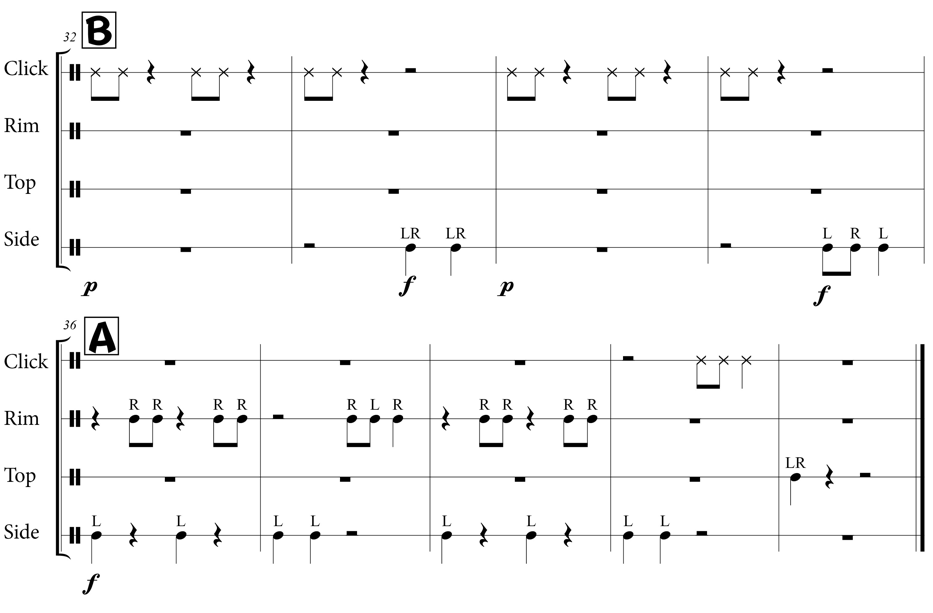 32 B
Click
Rim
Top
Side
LR LR L R L
p f p f
36 A
Click
Rim
R R R R R L R R R R R
Top
LR
Side
L L L L L L L L
f